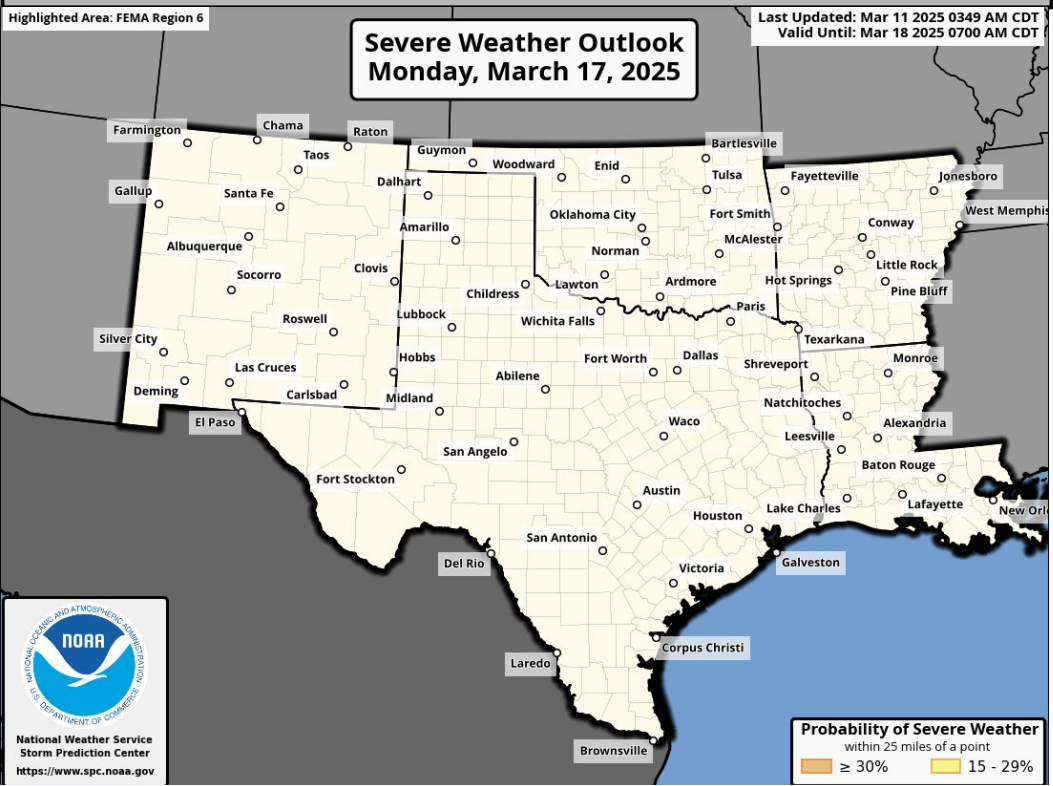 Highlighted Area: FEMA Region 6
Last Updated: Mar 11 2025 0349 AM CDT
Valid Until: Mar 18 2025 0700 AM CDT
Severe Weather Outlook
Monday, March 17, 2025
Farmington
Chama
Raton
Taos
Guymon
Woodward
Enid
Bartlesville
Gallup
Santa Fe
Dalhart
Tulsa
Fayetteville
Jonesboro
Albuquerque
Amarillo
Oklahoma City
Fort Smith
West Memphis
Norman
McAlester
Conway
Socorro
Clovis
Childress
Lawton
Ardmore
Hot Springs
Little Rock
Pine Bluff
Roswell
Lubbock
Wichita Falls
Paris
Texarkana
Silver City
Las Cruces
Hobbs
Abilene
Fort Worth
Dallas
Shreveport
Monroe
Deming
Carlsbad
Midland
Natchitoches
El Paso
San Angelo
Waco
Leesville
Alexandria
Fort Stockton
Austin
Baton Rouge
Houston
Lake Charles
Lafayette
New Orl
San Antonio
Del Rio
Victoria
Galveston
Laredo
Corpus Christi
Brownsville
NATIONAL OCEANIC AND ATMOSPHERIC ADMINISTRATION
NOAA
U.S. DEPARTMENT OF COMMERCE
National Weather Service
Storm Prediction Center
https://www.spc.noaa.gov
Probability of Severe Weather
within 25 miles of a point
≥ 30%
15 - 29%